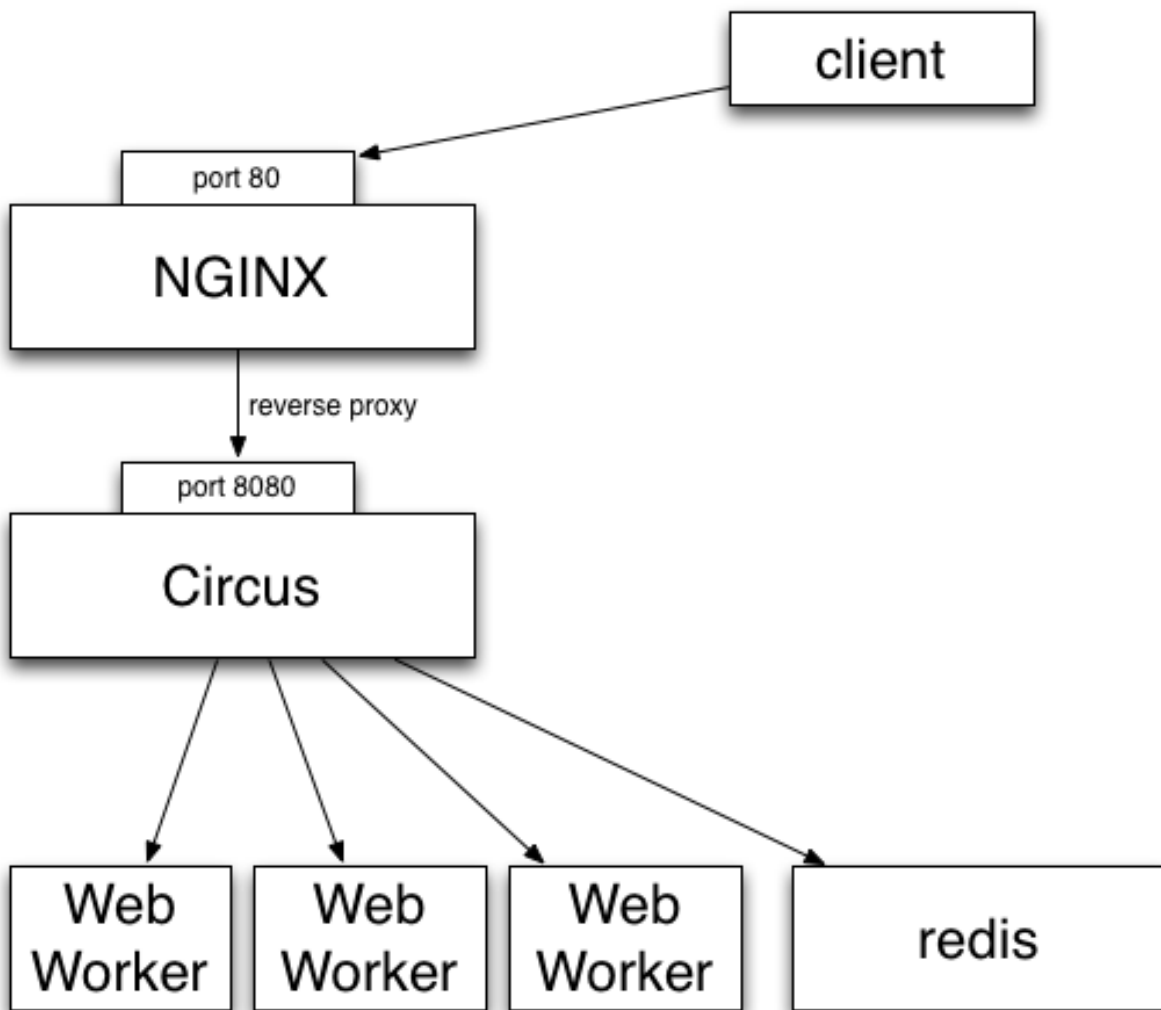 client
port 80
NGINX
reverse proxy
port 8080
Circus
Web
Worker
Web
Worker
Web
Worker
redis